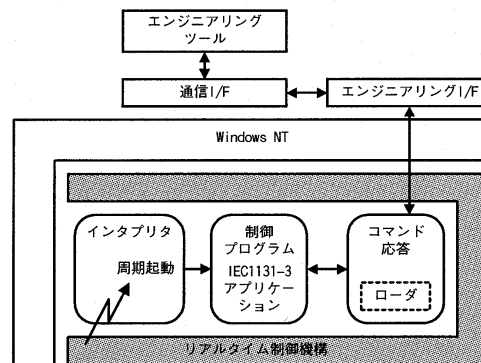 エンジニアリング
ツール
通信I/F
エンジニアリングI/F
Windows NT
インタプリタ
周期起動
制御
プログラム
IEC1131-3
アプリケー
ション
コマンド
応答
ローダ
リアルタイム制御機構